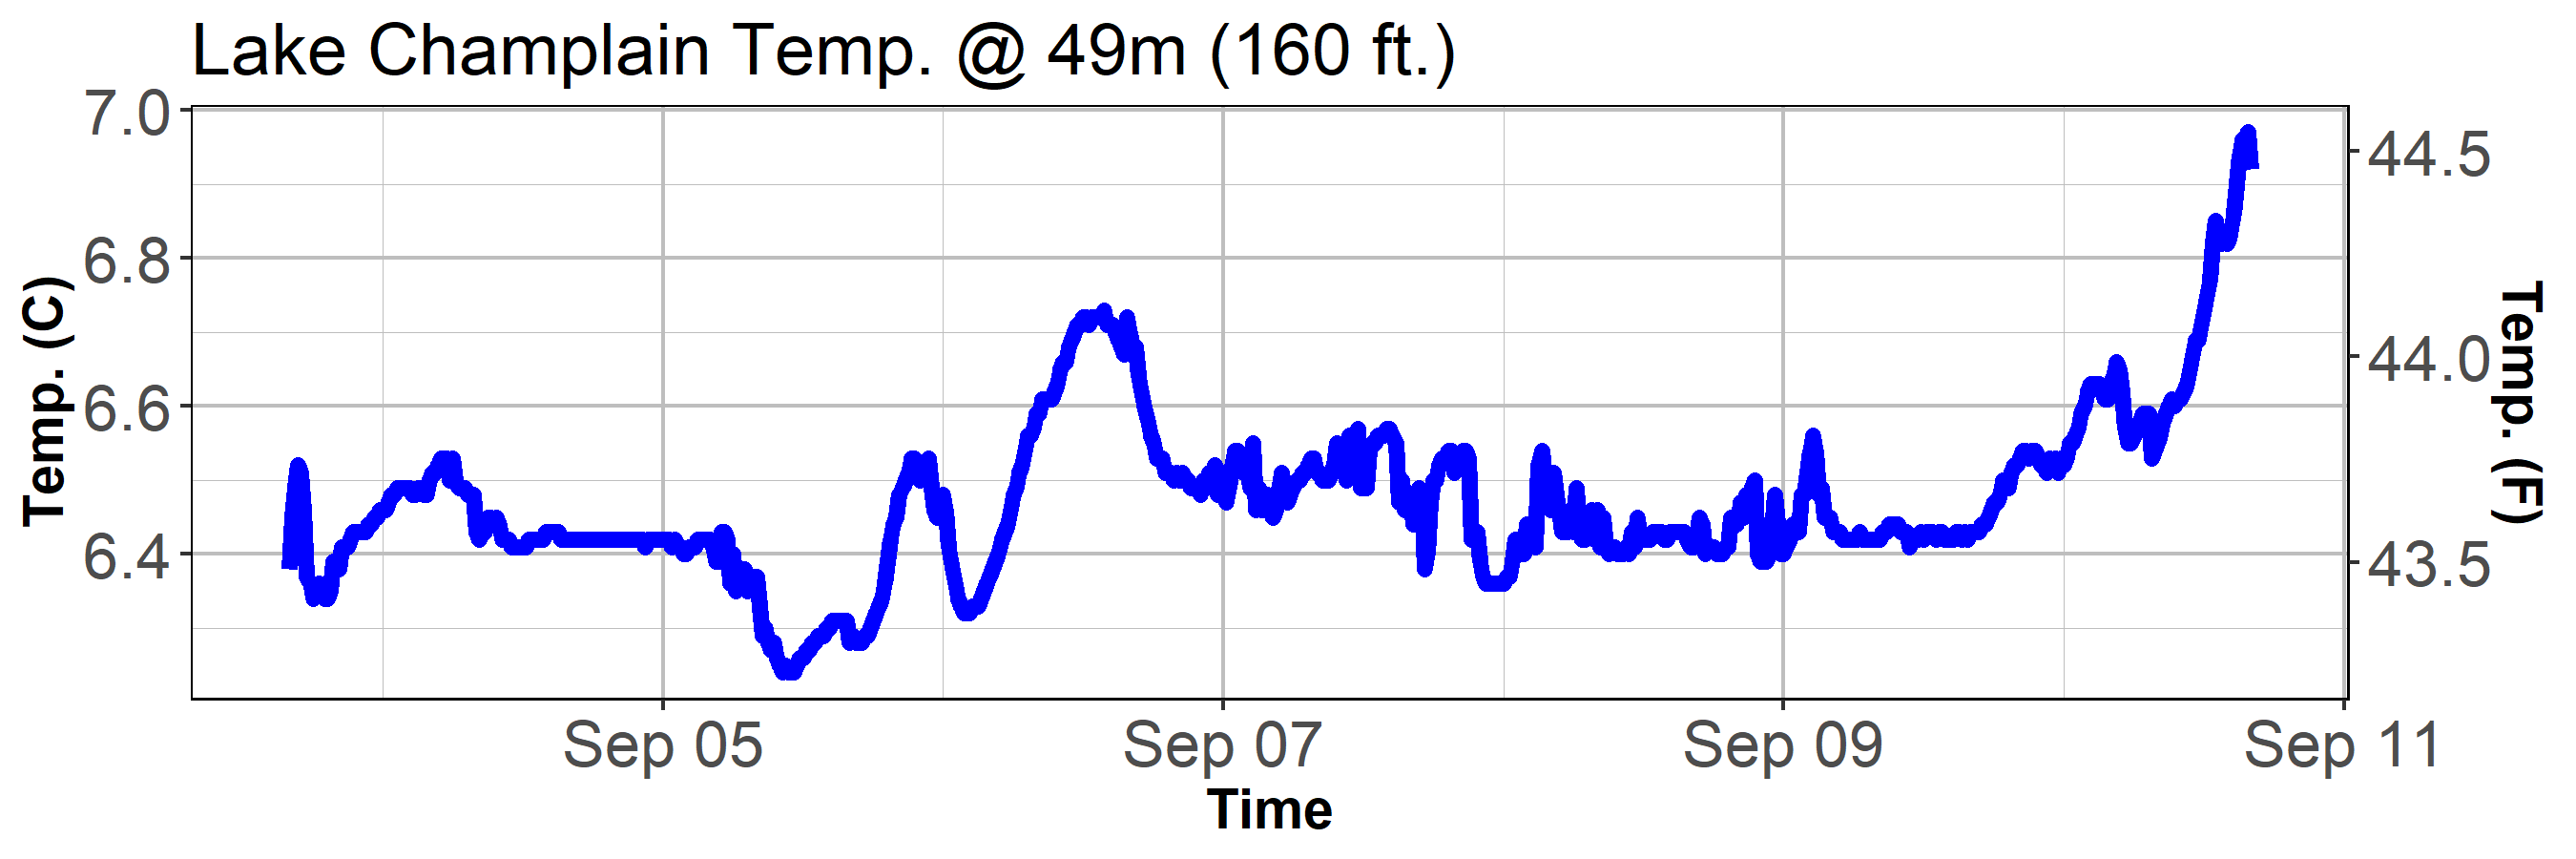 Lake Champlain Temp. @ 49m (160 ft.)
7.0
6.8
6.6
6.4
Temp. (C)
44.5
44.0
43.5
Temp. (F)
Sep 05 Sep 07 Sep 09 Sep 11
Time